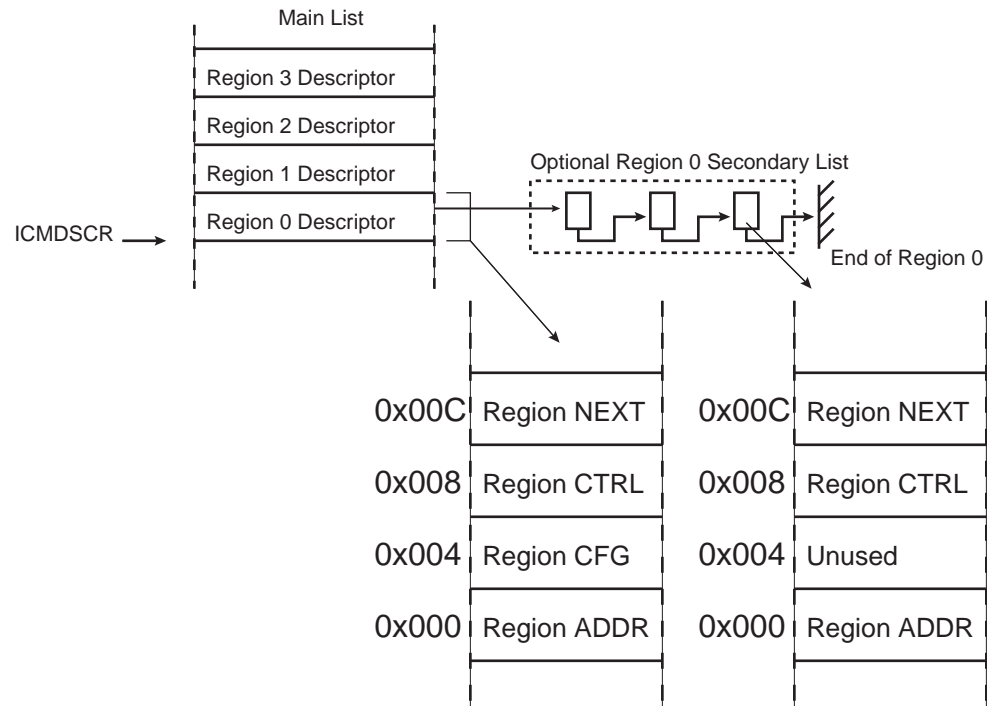 Main List
Region 3 Descriptor
Region 2 Descriptor
Region 1 Descriptor
Region 0 Descriptor
ICMDSCR
Optional Region 0 Secondary List
End of Region 0
0x00C Region NEXT
0x008 Region CTRL
0x004 Region CFG
0x000 Region ADDR
0x00C Region NEXT
0x008 Region CTRL
0x004 Unused
0x000 Region ADDR